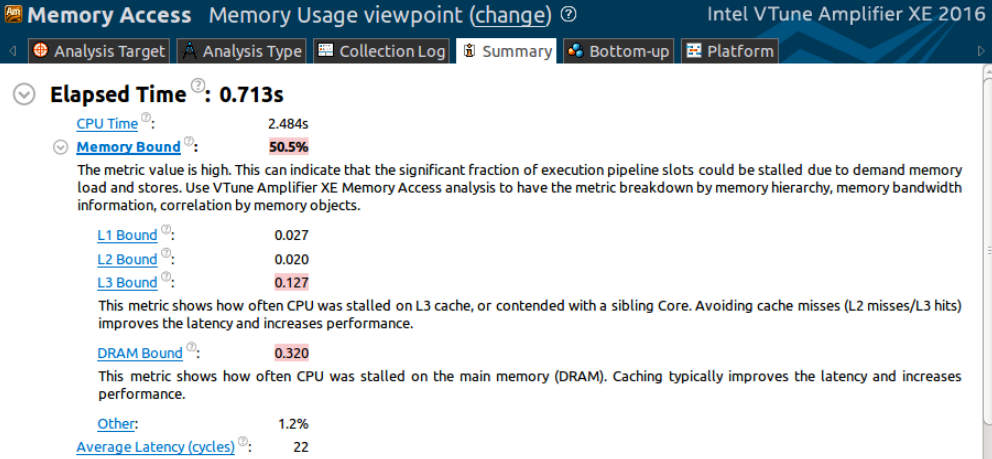 Memory Access Memory Usage viewpoint (change) ? Intel VTune Amplifier XE 2016
Analysis Target Analysis Type Collection Log Summary Bottom-up Platform
Elapsed Time ?: 0.713s
CPU Time ?: 2.484s
Memory Bound ?: 50.5%
The metric value is high. This can indicate that the significant fraction of execution pipeline slots could be stalled due to demand memory
load and stores. Use VTune Amplifier XE Memory Access analysis to have the metric breakdown by memory hierarchy, memory bandwidth
information, correlation by memory objects.
L1 Bound ?: 0.027
L2 Bound ?: 0.020
L3 Bound ?: 0.127
This metric shows how often CPU was stalled on L3 cache, or contended with a sibling Core. Avoiding cache misses (L2 misses/L3 hits)
improves the latency and increases performance.
DRAM Bound ?: 0.320
This metric shows how often CPU was stalled on the main memory (DRAM). Caching typically improves the latency and increases
performance.
Other: 1.2%
Average Latency (cycles) ?: 22